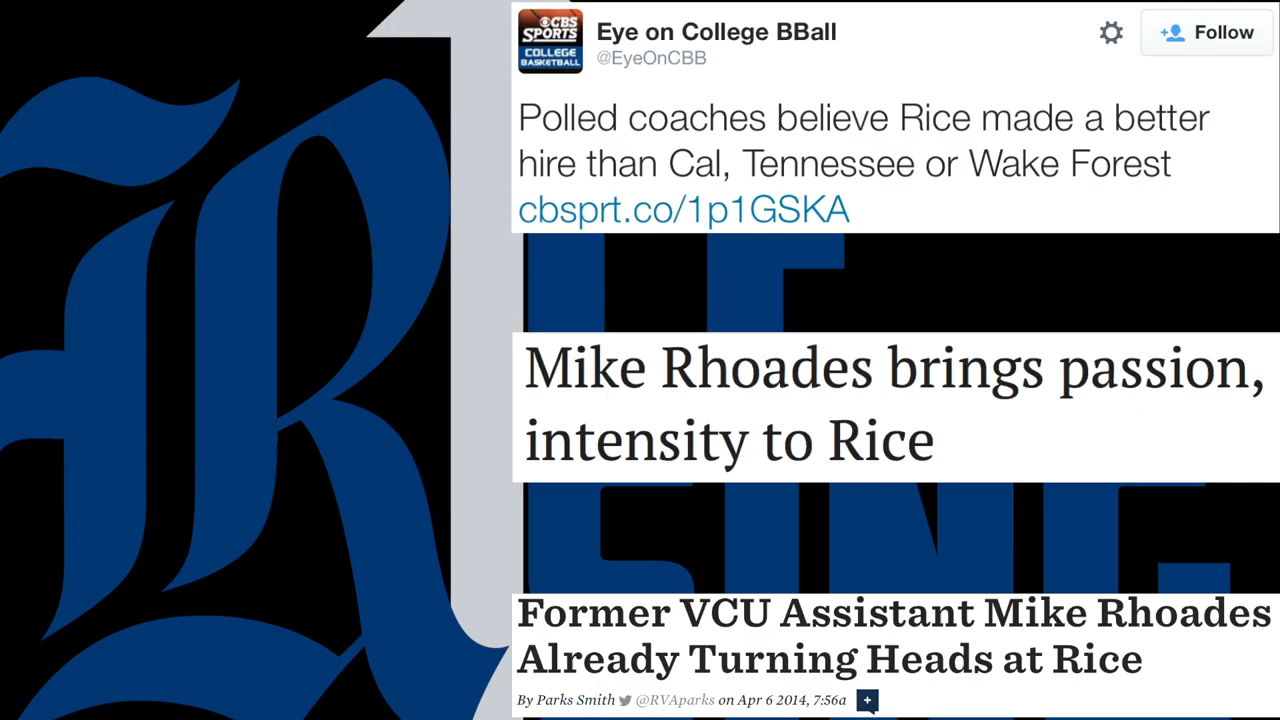 CBS
SPORTS
COLLEGE
BASKETBALL
Eye on College BBall
@EyeOnCBB
Follow
Polled coaches believe Rice made a better
hire than Cal, Tennessee or Wake Forest
cbsprt.co/1p1GSKA
Mike Rhoades brings passion,
intensity to Rice
Former VCU Assistant Mike Rhoades
Already Turning Heads at Rice
By Parks Smith @RVAparks on Apr 6 2014, 7:56a +